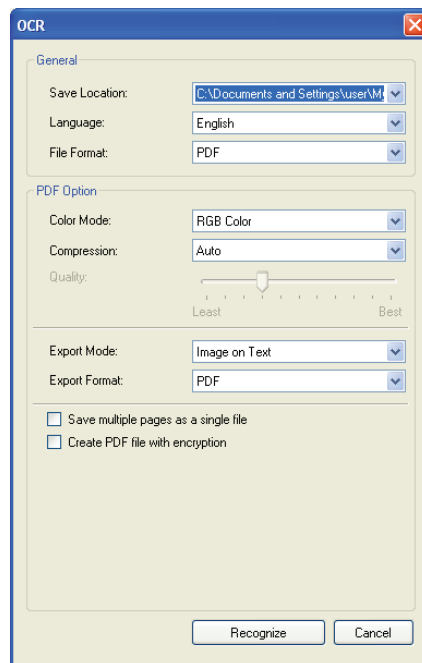 OCR
General
Save Location: C:\Documents and Settings\user\M
Language: English
File Format: PDF
PDF Option
Color Mode: RGB Color
Compression: Auto
Quality:
Least Best
Export Mode: Image on Text
Export Format: PDF
Save multiple pages as a single file
Create PDF file with encryption
Recognize Cancel